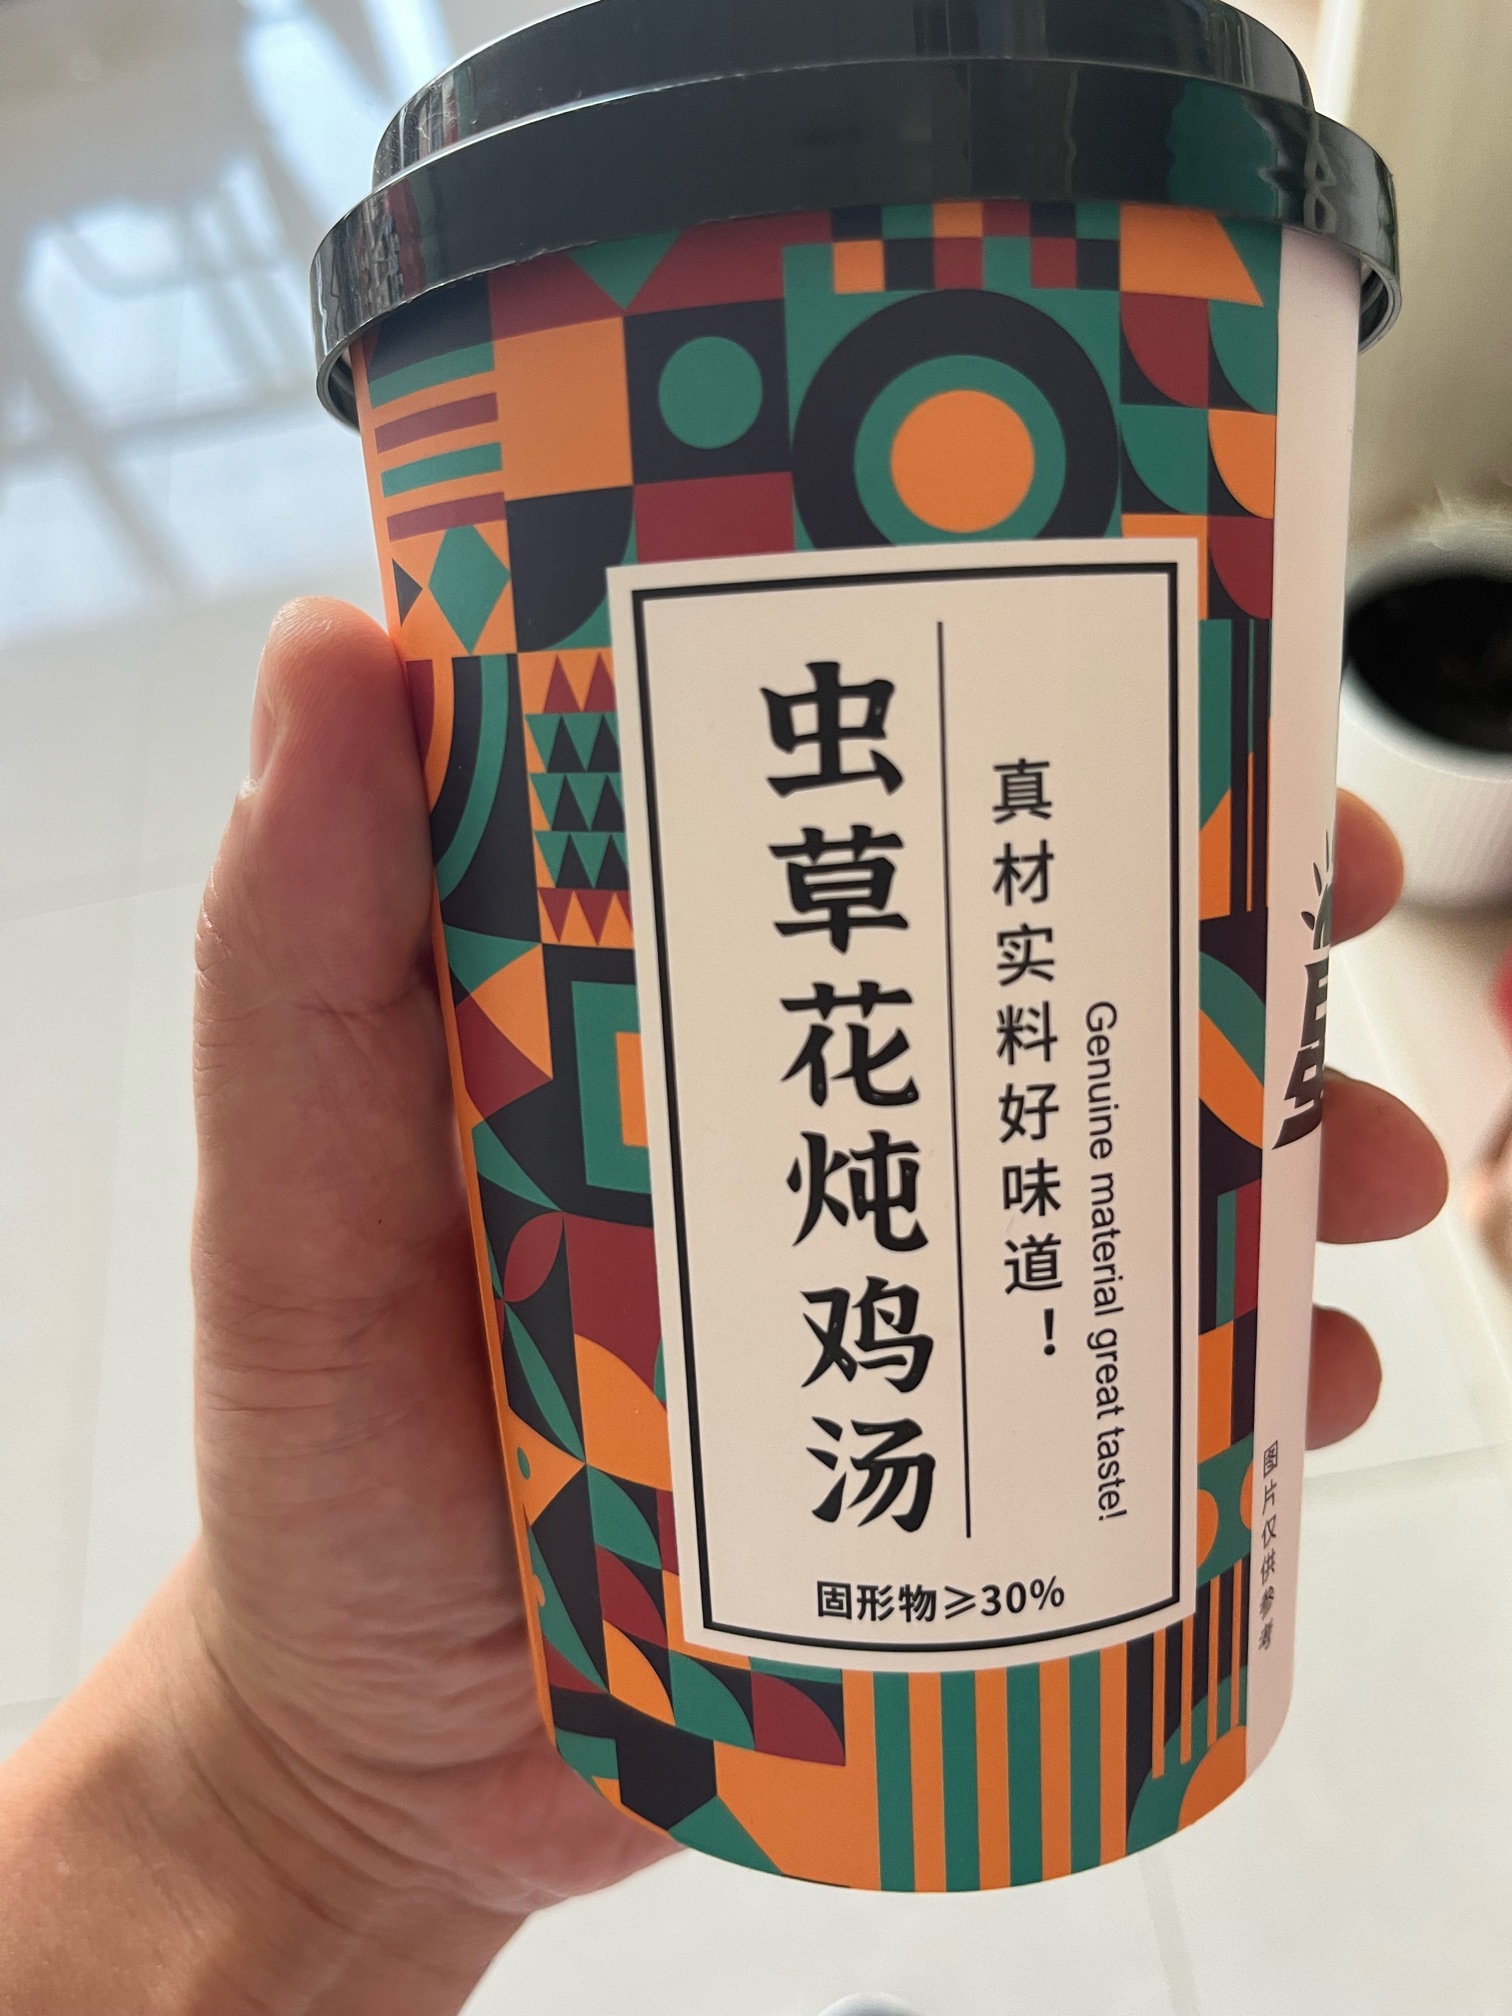 真材实料好味道！
Genuine material great taste!
虫草花炖鸡汤
固形物≥30%
图片仅供参考